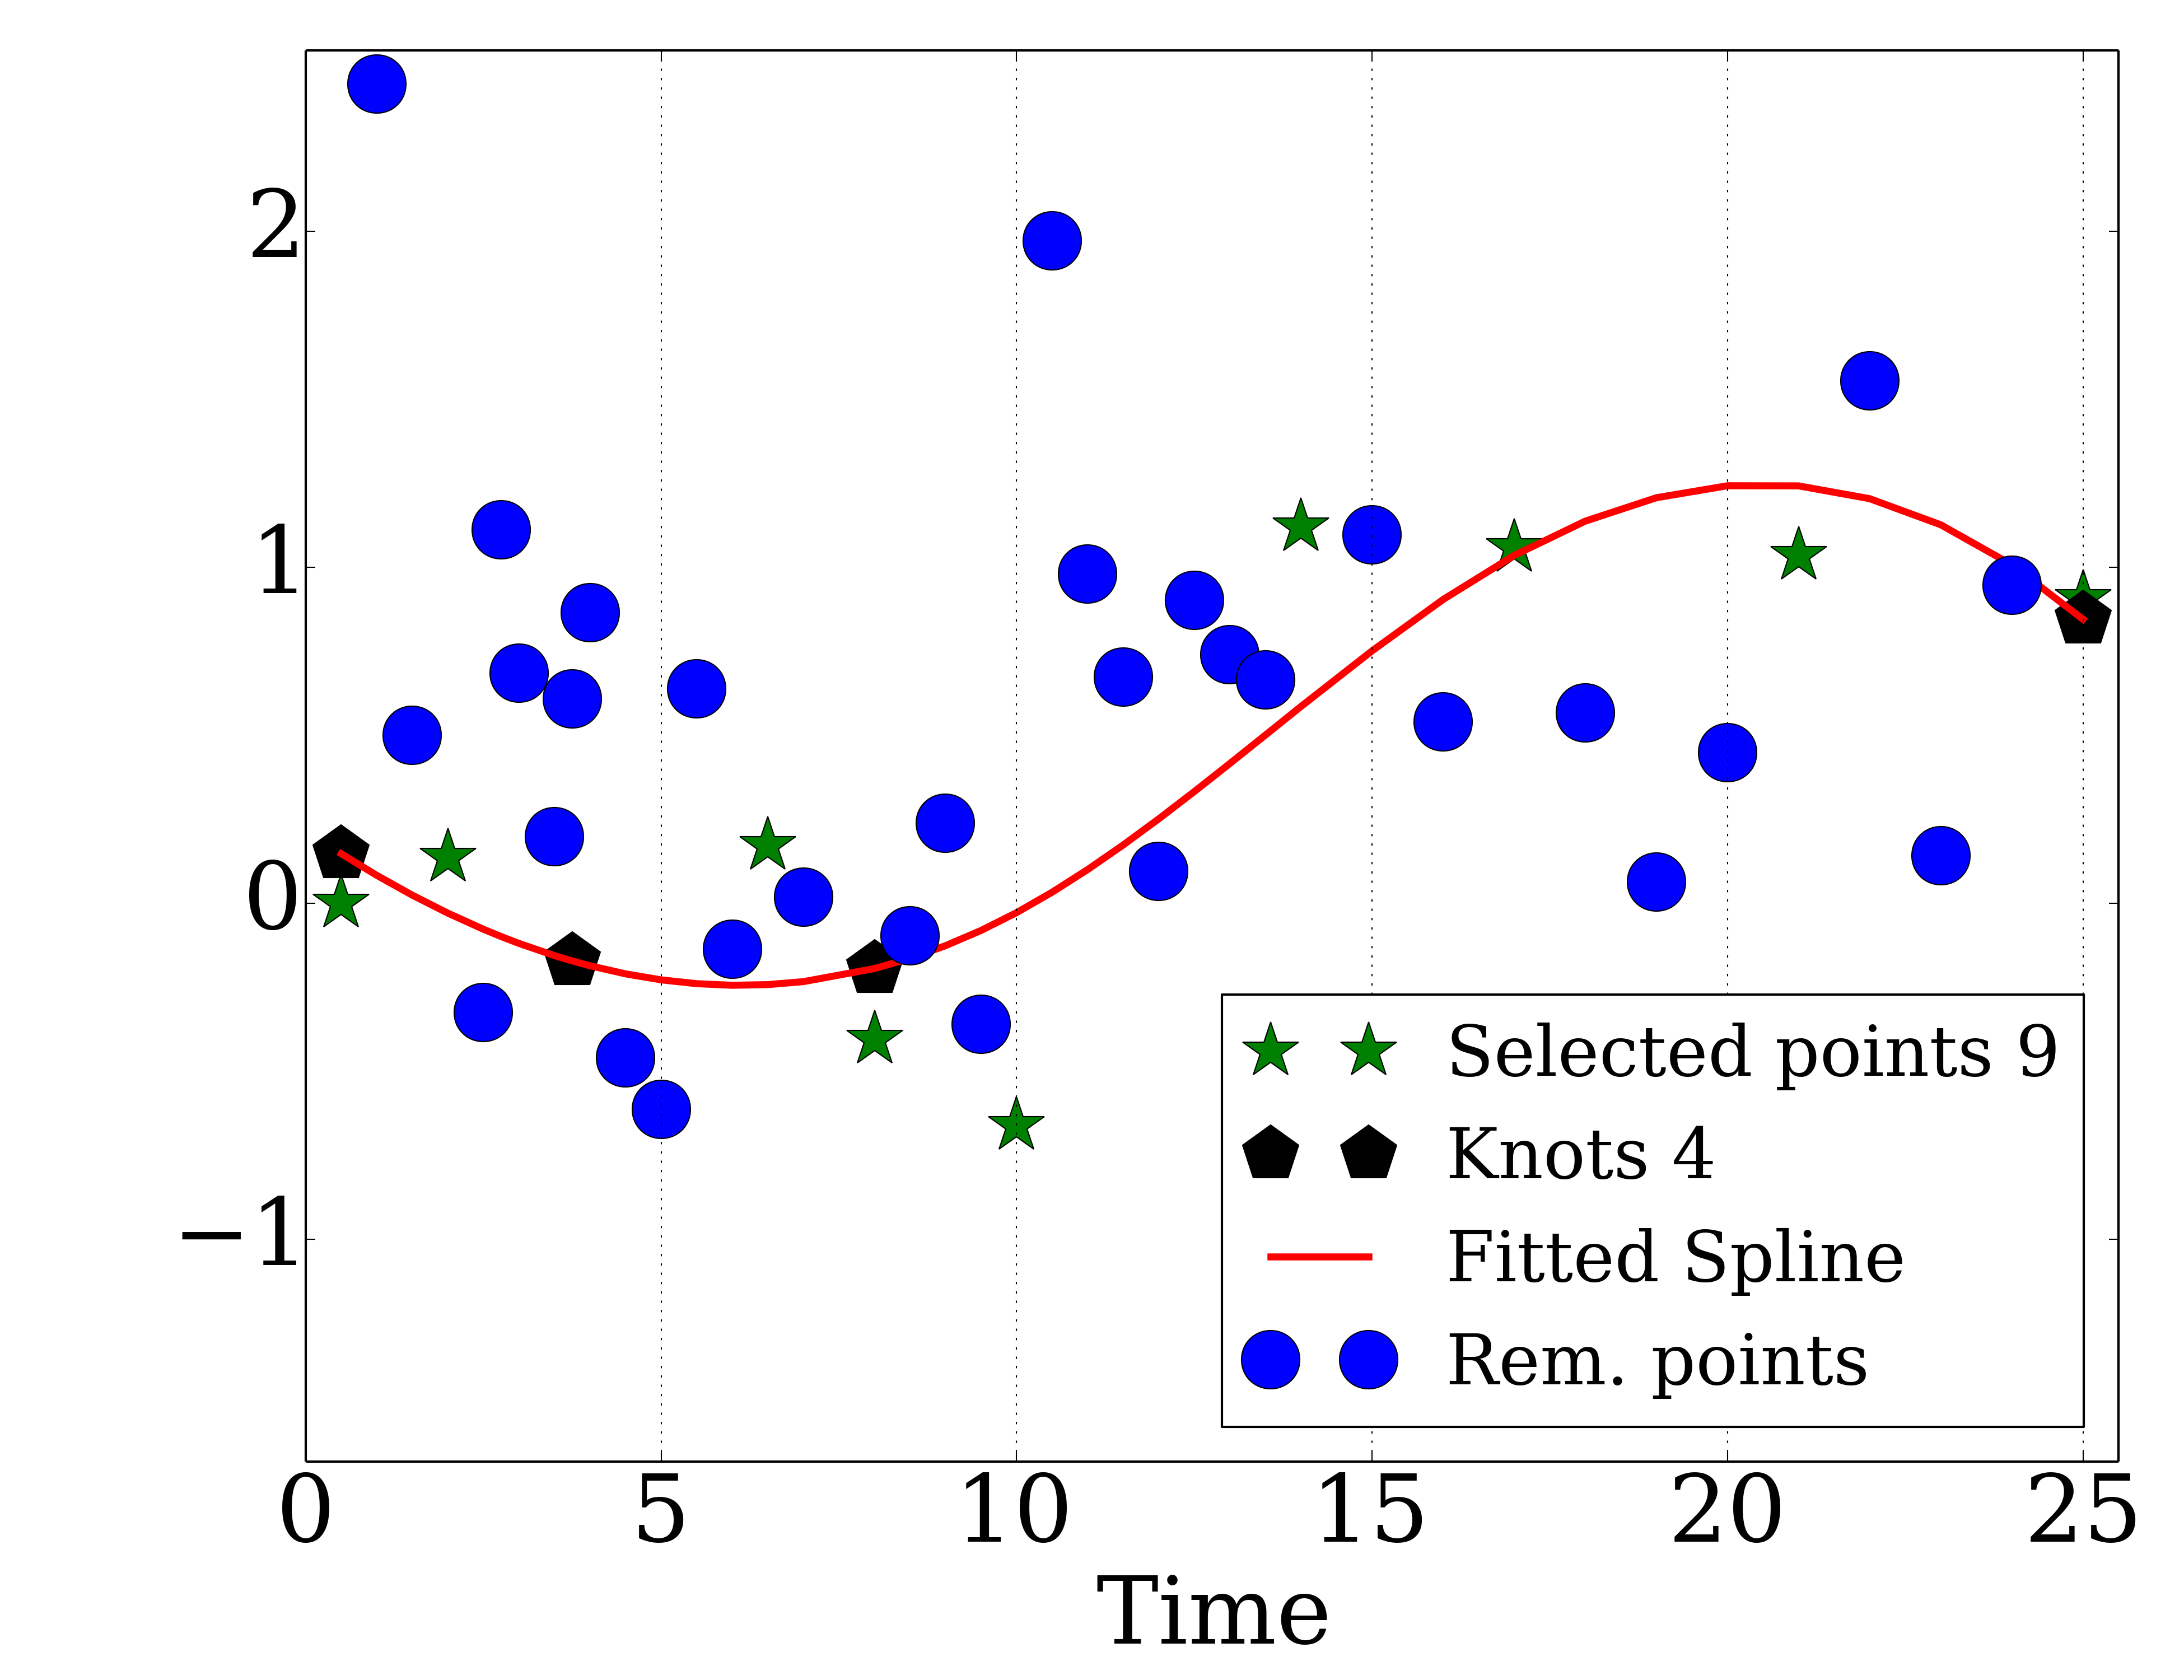 2
1
0
−1
0 5 10 15 20 25
Time
Selected points 9
Knots 4
Fitted Spline
Rem. points